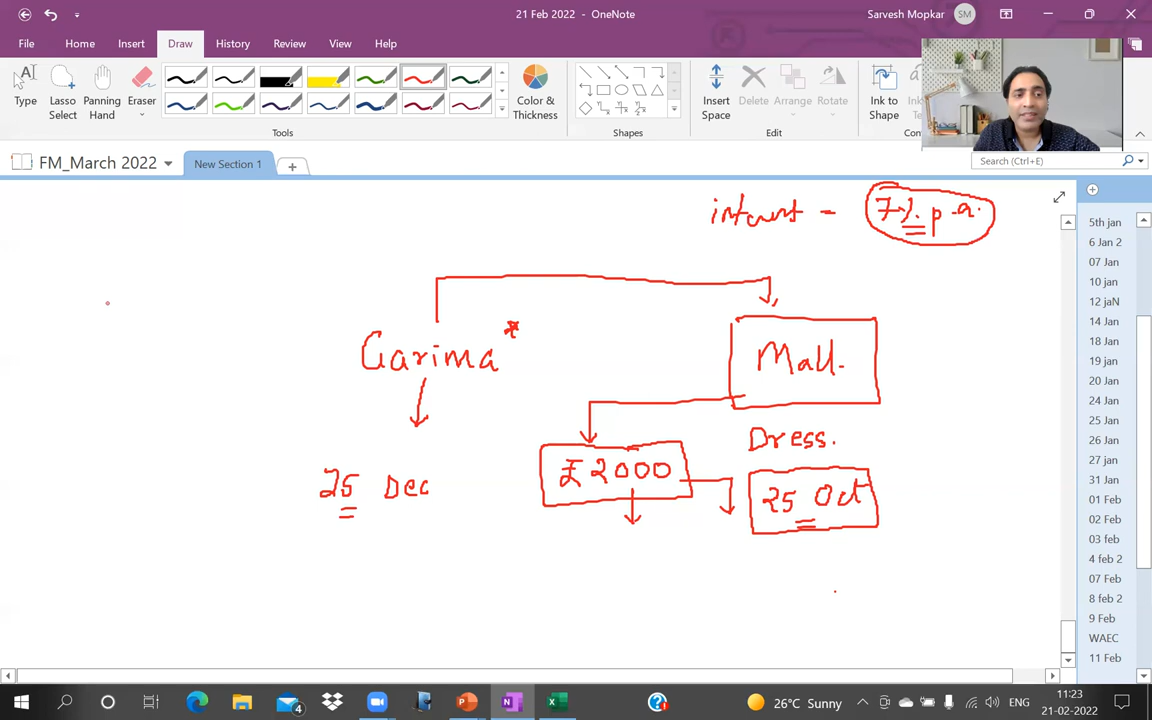 21 Feb 2022 - OneNote
Sarvesh Mopkar SM
File Home Insert Draw History Review View Help
Type Lasso Select Panning Hand Eraser Color & Thickness Insert Space Delete Arrange Rotate Ink to Shape
Tools Shapes Edit
FM_March 2022 New Section 1 Search (Ctrl+E)
interest - 7%. p.a.
Garima* Mall.
Dress.
25 Dec £2000 25 Oct
5th jan
6 Jan 2
07 Jan
10 jan
12 jaN
14 Jan
18 Jan
19 jan
20 Jan
24 Jan
25 Jan
26 Jan
27 jan
31 Jan
01 Feb
02 Feb
03 feb
4 feb 2
07 Feb
8 feb 2
9 Feb
WAEC
11 Feb
4 26°C Sunny ENG 11:23
21-02-2022